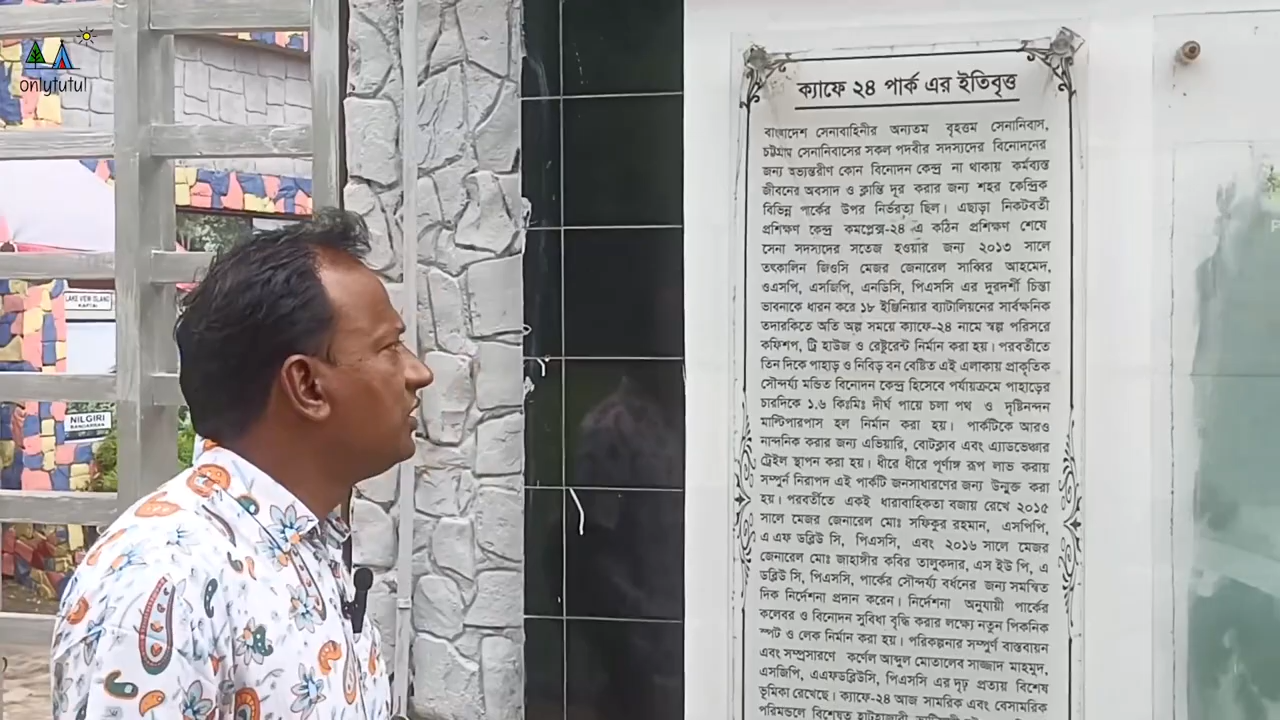 onlytutul
LAKE VIEW ISLAND
KAPTAI
NILGIRI
BANDARBAN
ক্যাফে ২৪ পার্ক এর ইতিবৃত্ত
বাংলাদেশ সেনাবাহিনীর অন্যতম বৃহত্তম সেনানিবাস,
চট্টগ্রাম সেনানিবাসের সকল পদবীর সদস্যদের বিনোদনের
জন্য অভ্যন্তরীণ কোন বিনোদন কেন্দ্র না থাকায় কর্মব্যস্ত
জীবনের অবসাদ ও ক্লান্তি দূর করার জন্য শহর কেন্দ্রিক
বিভিন্ন পার্কের উপর নির্ভরতা ছিল। এছাড়া নিকটবর্তী
প্রশিক্ষণ কেন্দ্র কমপ্লেক্স-২৪ এ কঠিন প্রশিক্ষণ শেষে
সেনা সদস্যদের সতেজ হওয়ার জন্য ২০১৩ সালে
তৎকালিন জিওসি মেজর জেনারেল সাব্বির আহমেদ,
ওএসপি, এসজিপি, এনডিসি, পিএসসি এর দুরদর্শী চিন্তা
ভাবনাকে ধারন করে ১৮ ইঞ্জিনিয়ার ব্যাটালিয়নের সার্বক্ষনিক
তদারকিতে অতি অল্প সময়ে ক্যাফে-২৪ নামে স্বল্প পরিসরে
কফিশপ, ট্রি হাউজ ও রেষ্টুরেন্ট নির্মান করা হয়। পরবর্তীতে
তিন দিকে পাহাড় ও নিবিড় বন বেষ্টিত এই এলাকায় প্রাকৃতিক
সৌন্দর্য্য মন্ডিত বিনোদন কেন্দ্র হিসেবে পর্যায়ক্রমে পাহাড়ের
চারদিকে ১.৬ কিঃমিঃ দীর্ঘ পায়ে চলা পথ ও দৃষ্টিনন্দন
মাল্টিপারপাস হল নির্মান করা হয়। পার্কটিকে আরও
নান্দনিক করার জন্য এভিয়ারি, বোটক্লাব এবং এ্যাডভেঞ্চার
ট্রেইল স্থাপন করা হয়। ধীরে ধীরে পূর্ণাঙ্গ রূপ লাভ করায়
সম্পুর্ন নিরাপদ এই পার্কটি জনসাধারণের জন্য উন্মুক্ত করা
হয়। পরবর্তীতে একই ধারাবাহিকতা বজায় রেখে ২০১৫
সালে মেজর জেনারেল মোঃ সফিকুর রহমান, এসপিপি,
এ এফ ডব্লিউ সি, পিএসসি, এবং ২০১৬ সালে মেজর
জেনারেল মোঃ জাহাঙ্গীর কবির তালুকদার, এস ইউ পি, এ
ডব্লিউ সি, পিএসসি, পার্কের সৌন্দর্য্য বর্ধনের জন্য সমন্বিত
দিক নির্দেশনা প্রদান করেন। নির্দেশনা অনুযায়ী পার্কের
কলেবর ও বিনোদন সুবিধা বৃদ্ধি করার লক্ষ্যে নতুন পিকনিক
স্পট ও লেক নির্মান করা হয়। পরিকল্পনার সম্পুর্ণ বাস্তবায়ন
এবং সম্প্রসারণে কর্ণেল আব্দুল মোতালেব সাজ্জাদ মাহমুদ,
এসজিপি, এএফডব্লিউসি, পিএসসি এর দৃঢ় প্রত্যয় বিশেষ
ভূমিকা রেখেছে। ক্যাফে-২৪ আজ সামরিক এবং বেসামরিক
পরিমন্ডলে বিশেষত হাটহাজারী